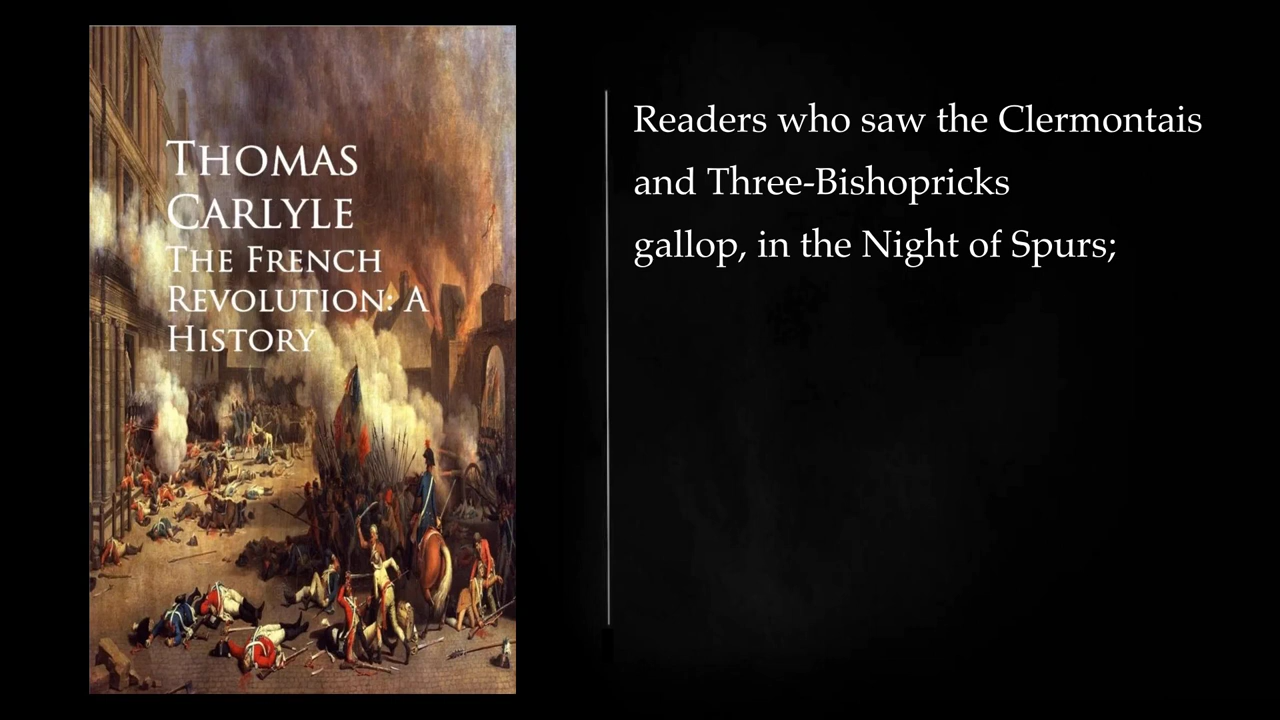 THOMAS
CARLYLE
THE FRENCH
REVOLUTION: A
HISTORY
Readers who saw the Clermontais
and Three-Bishopricks
gallop, in the Night of Spurs;